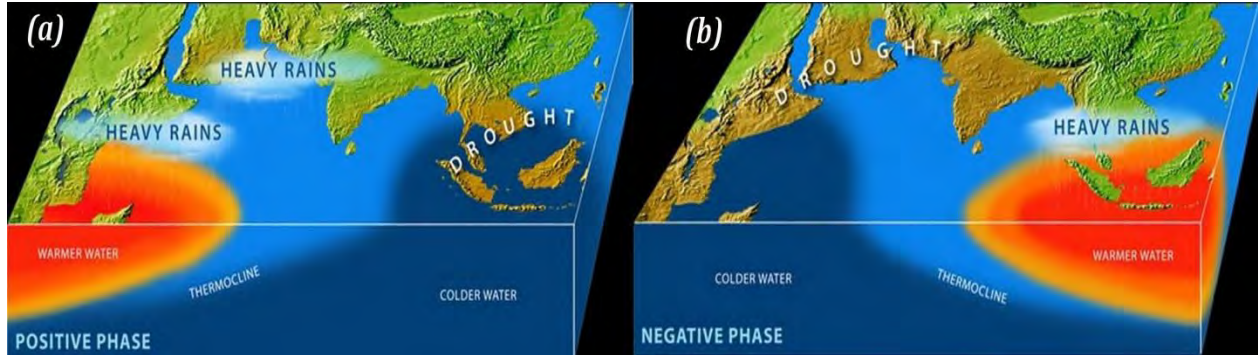 (a)
HEAVY RAINS
HEAVY RAINS
DROUGHT
WARMER WATER
THERMOCLINE
COLDER WATER
POSITIVE PHASE
(b)
DROUGHT
HEAVY RAINS
WARMER WATER
COLDER WATER
THERMOCLINE
NEGATIVE PHASE